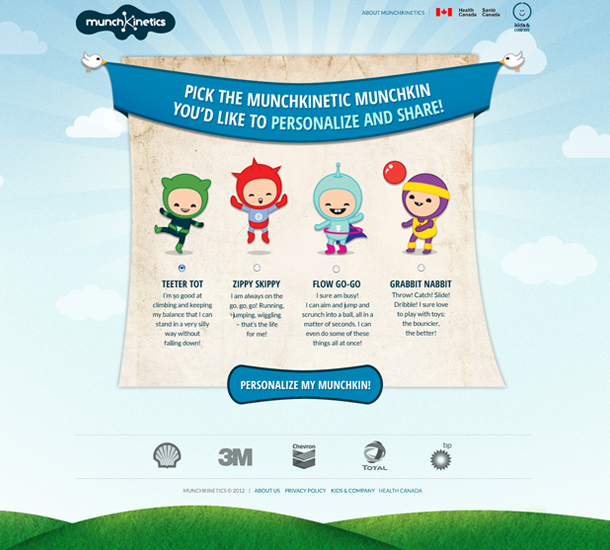 munchkinetics
ABOUT MUNCHKINETICS
Health Canada
Santé Canada
kids & company
PICK THE MUNCHKINETIC MUNCHKIN
YOU'D LIKE TO PERSONALIZE AND SHARE!
TEETER TOT
I'm so good at
climbing and keeping
my balance that I can
stand in a very silly
way without
falling down!
ZIPPY SKIPPY
I am always on the
go, go, go! Running,
jumping, wiggling
– that's the life
for me!
FLOW GO-GO
I sure am busy!
I can aim and jump and
scrunch into a ball, all in a
matter of seconds. I can
even do some of these
things all at once!
GRABBIT NABBIT
Throw! Catch! Slide!
Dribble! I sure love
to play with toys:
the bouncier,
the better!
PERSONALIZE MY MUNCHKIN!
3M
Chevron
TOTAL
bp
MUNCHKINETICS © 2012 | ABOUT US PRIVACY POLICY KIDS & COMPANY HEALTH CANADA